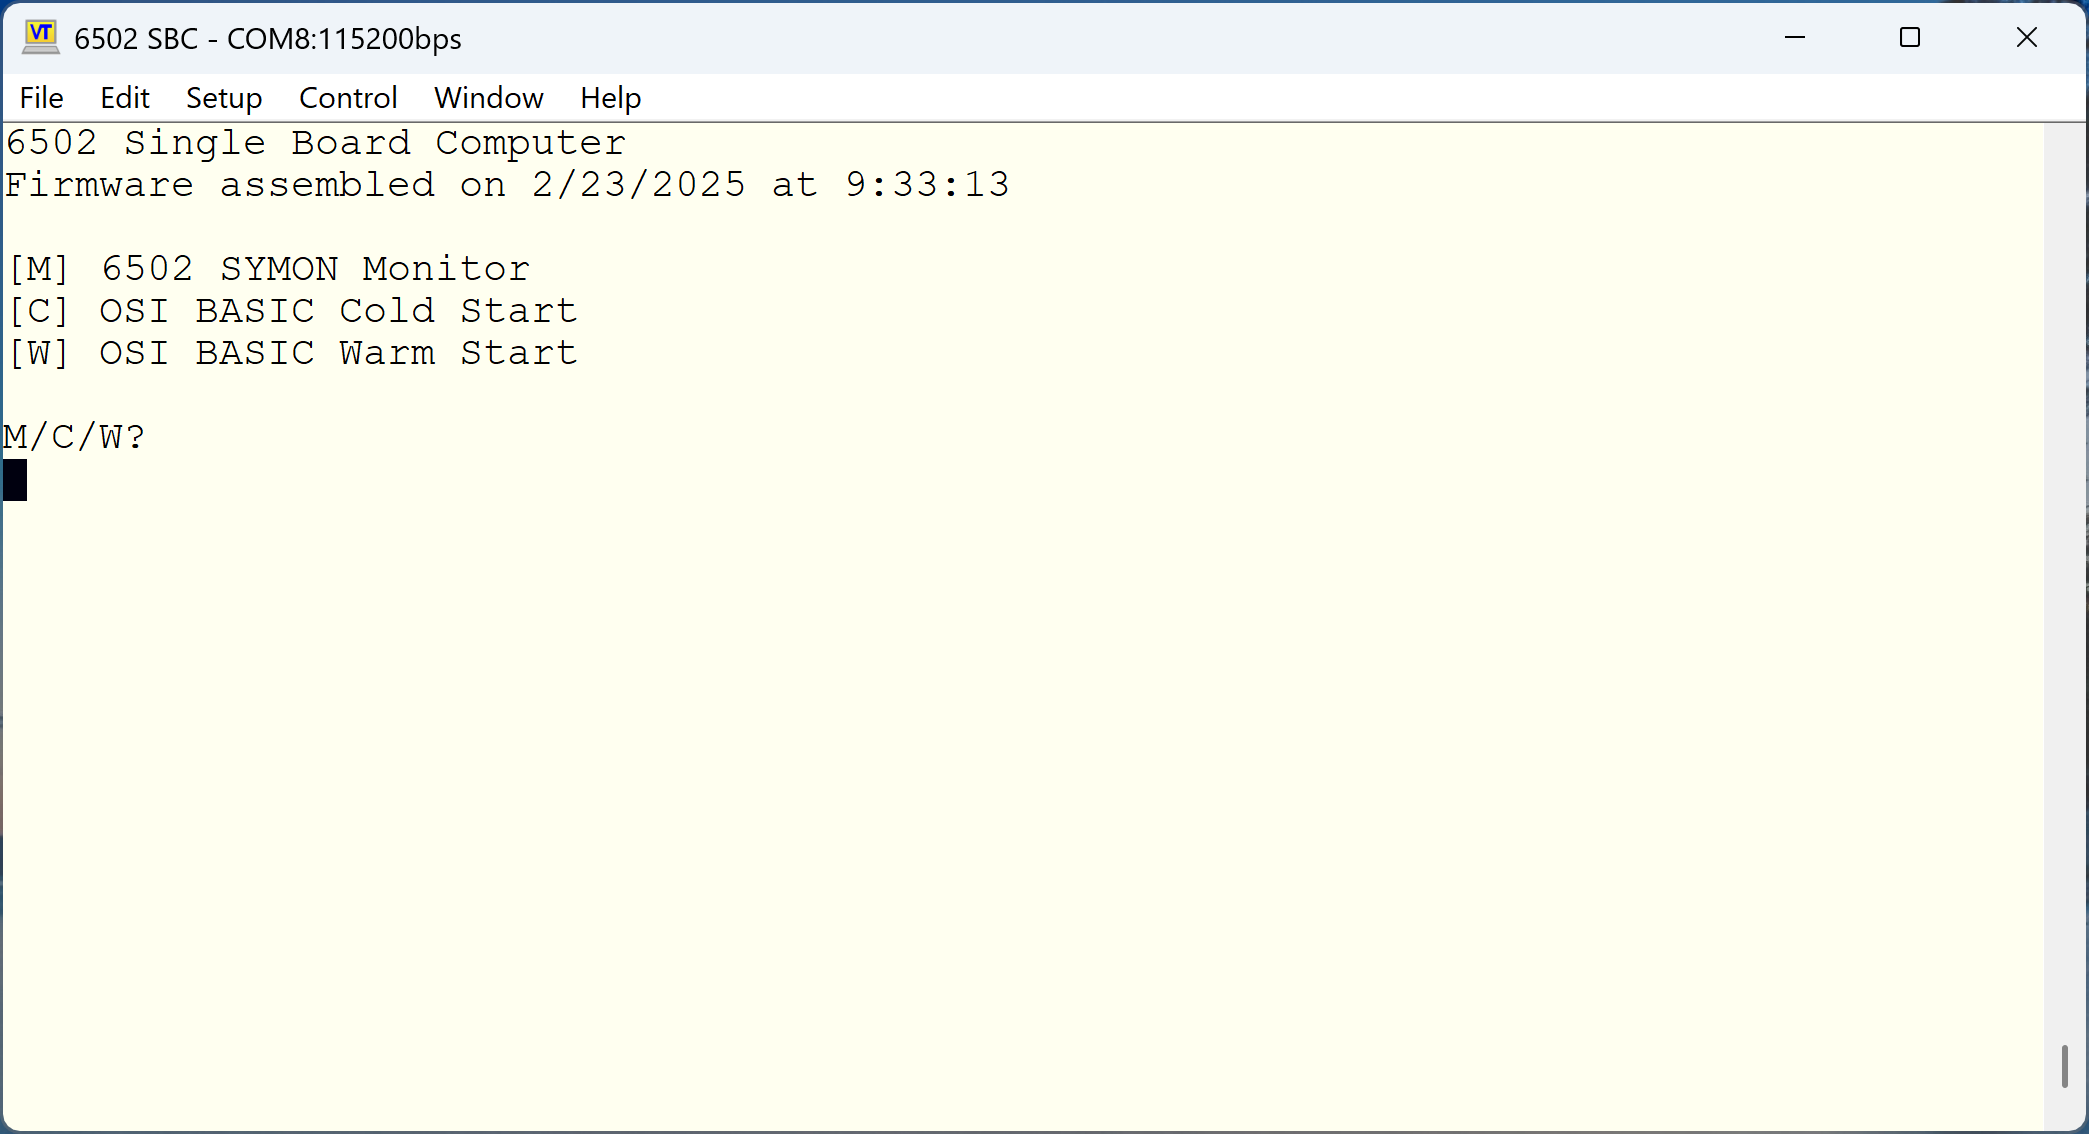 VT
6502 SBC - COM8:115200bps
File Edit Setup Control Window Help
6502 Single Board Computer
Firmware assembled on 2/23/2025 at 9:33:13
[M] 6502 SYMON Monitor
[C] OSI BASIC Cold Start
[W] OSI BASIC Warm Start
M/C/W?